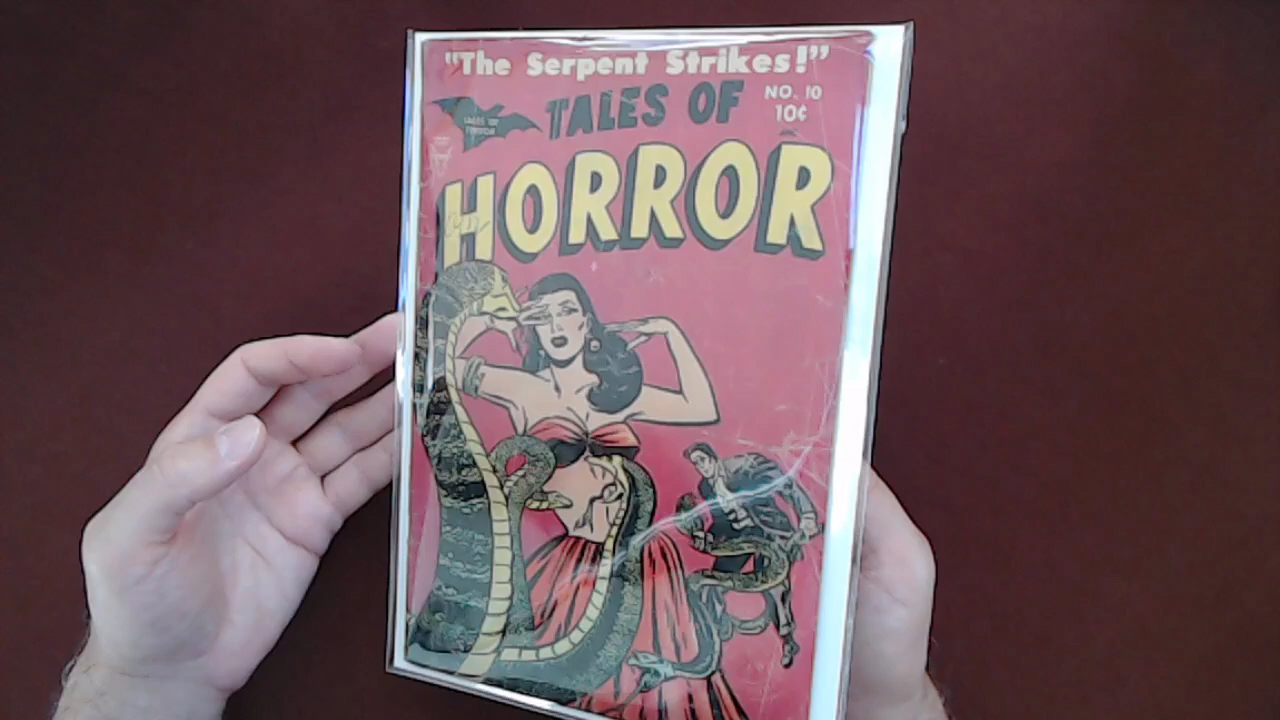 "The Serpent Strikes!"
TALES OF
NO. 10
10¢
HORROR